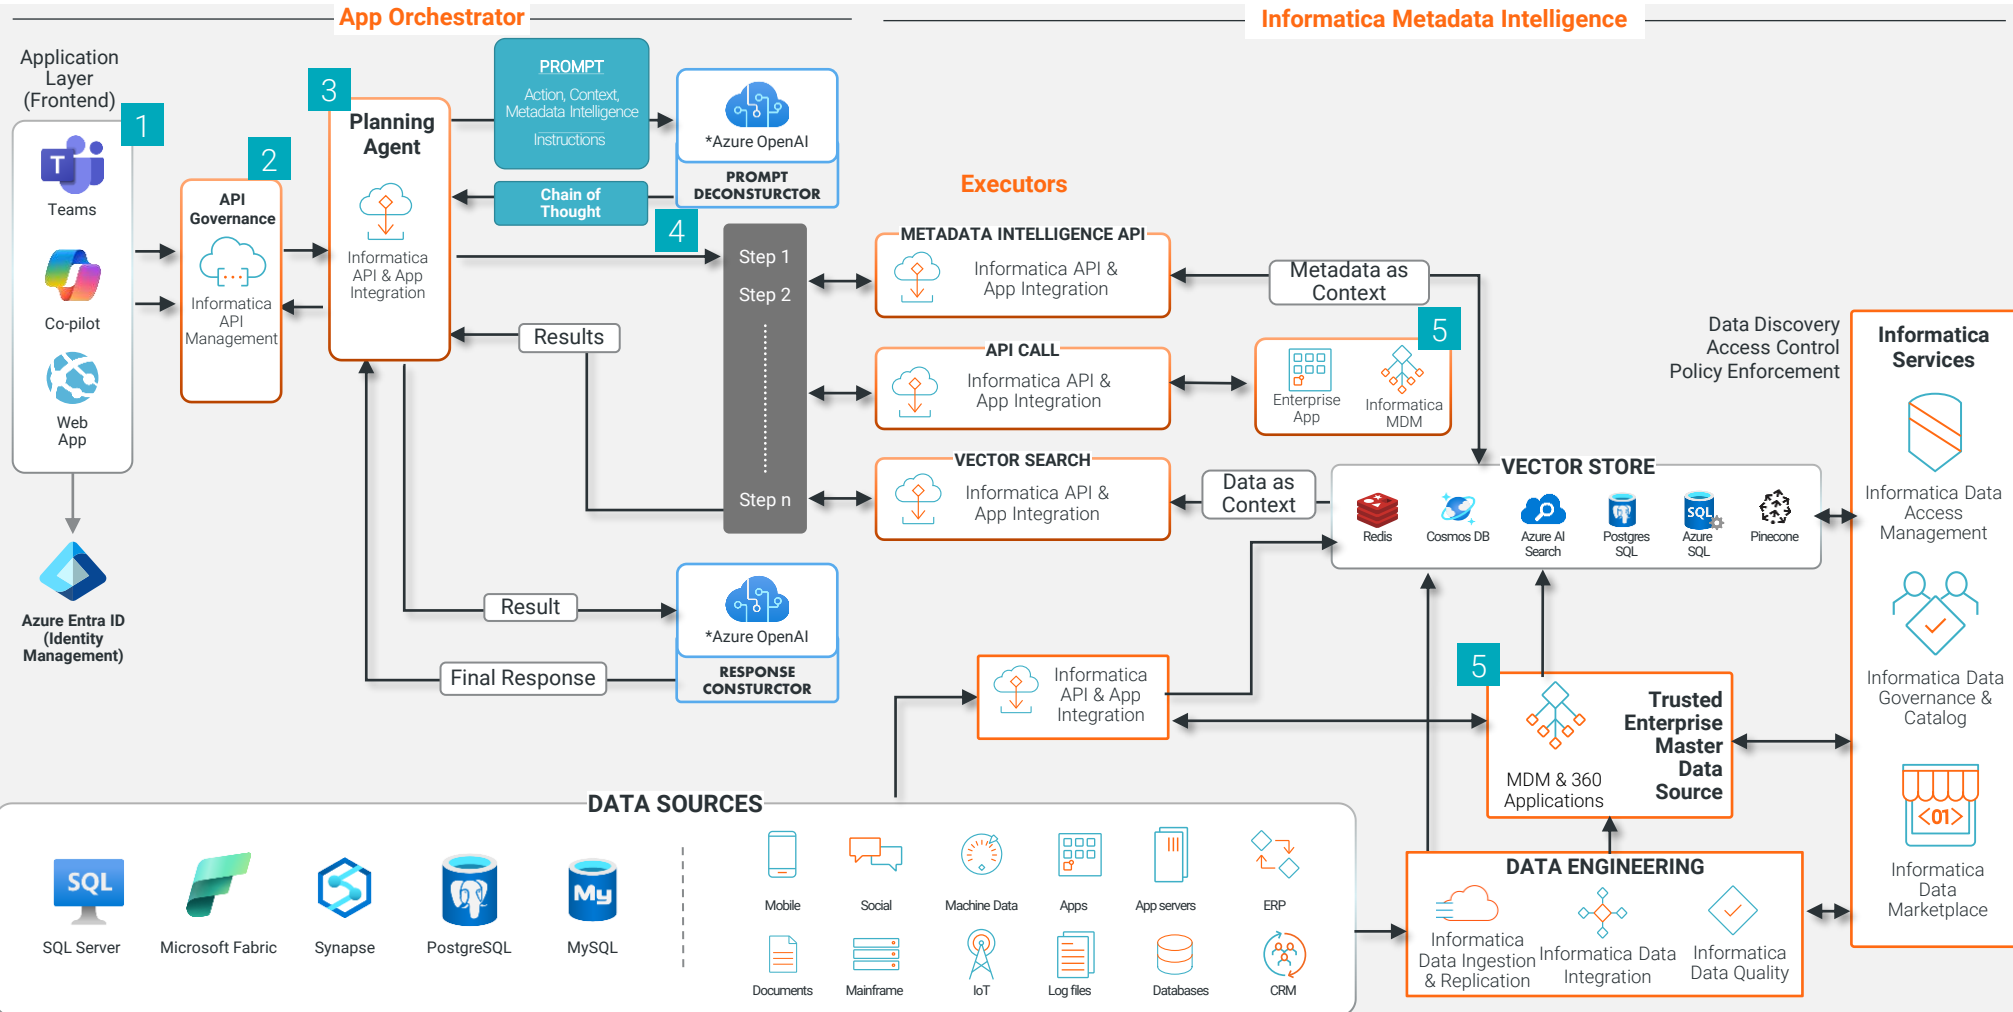 App Orchestrator
Informatica Metadata Intelligence
Application
Layer
(Frontend)
1
Teams
Co-pilot
Web
App
Azure Entra ID
(Identity
Management)
2
API
Governance
Informatica
API
Management
3
Planning
Agent
Informatica
API & App
Integration
PROMPT
Action, Context,
Metadata Intelligence
Instructions
*Azure OpenAI
PROMPT
DECONSTURCTOR
Chain of
Thought
4
Step 1
Step 2
Step n
Results
Result
Final Response
*Azure OpenAI
RESPONSE
CONSTURCTOR
Executors
METADATA INTELLIGENCE API
Informatica API &
App Integration
Metadata as
Context
API CALL
Informatica API &
App Integration
5
Enterprise
App
Informatica
MDM
VECTOR SEARCH
Informatica API &
App Integration
Data as
Context
VECTOR STORE
Redis
Cosmos DB
Azure AI
Search
Postgres
SQL
SQL
Azure
SQL
Pinecone
Data Discovery
Access Control
Policy Enforcement
Informatica
Services
Informatica Data
Access
Management
Informatica Data
Governance &
Catalog
<01>
Informatica
Data
Marketplace
Informatica
API & App
Integration
5
MDM & 360
Applications
Trusted
Enterprise
Master
Data
Source
DATA SOURCES
SQL
SQL Server
Microsoft Fabric
Synapse
PostgreSQL
My
MySQL
Mobile
Social
Machine Data
Apps
App servers
ERP
Documents
Mainframe
IoT
Log files
Databases
CRM
DATA ENGINEERING
Informatica
Data Ingestion
& Replication
Informatica Data
Integration
Informatica
Data Quality